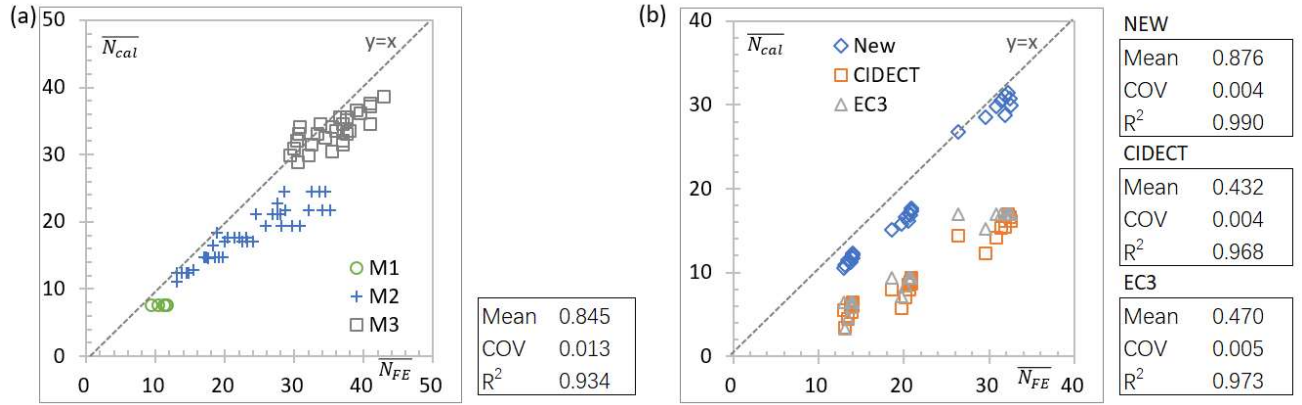 (a)
50
40
30
20
10
0
0 10 20 30 40 50
N_cal
N_FE
y=x
M1
M2
M3
Mean 0.845
COV 0.013
R² 0.934
(b)
40
30
20
10
0
0 10 20 30 40
N_cal
N_FE
y=x
New
CIDECT
EC3
NEW
Mean 0.876
COV 0.004
R² 0.990
CIDECT
Mean 0.432
COV 0.004
R² 0.968
EC3
Mean 0.470
COV 0.005
R² 0.973